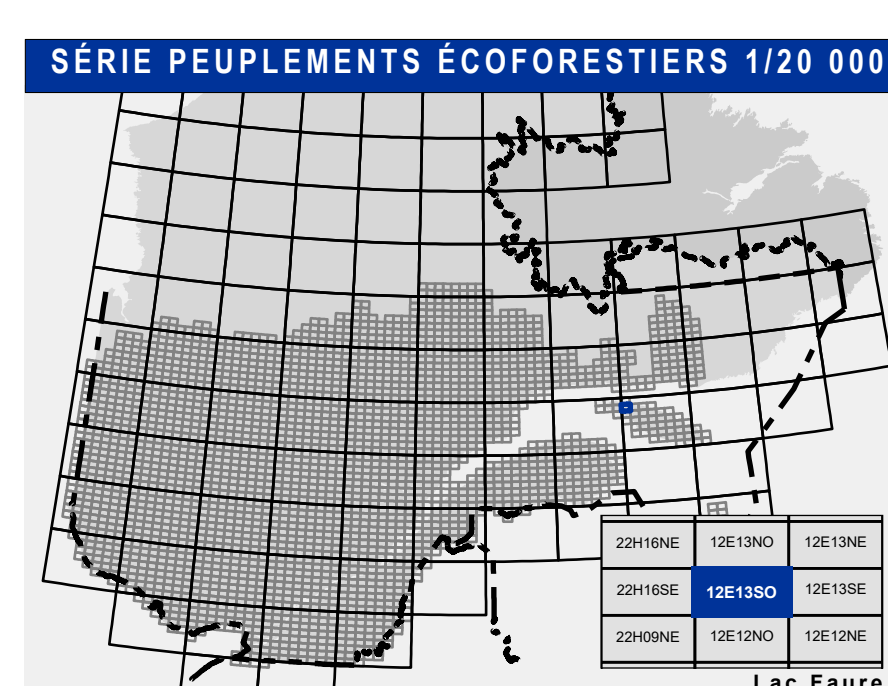 SÉRIE PEUPLEMENTS ÉCOFORESTIERS 1/20 000
22H16NE 12E13NO 12E13NE
22H16SE 12E13SO 12E13SE
22H09NE 12E12NO 12E12NE
Lac Faure